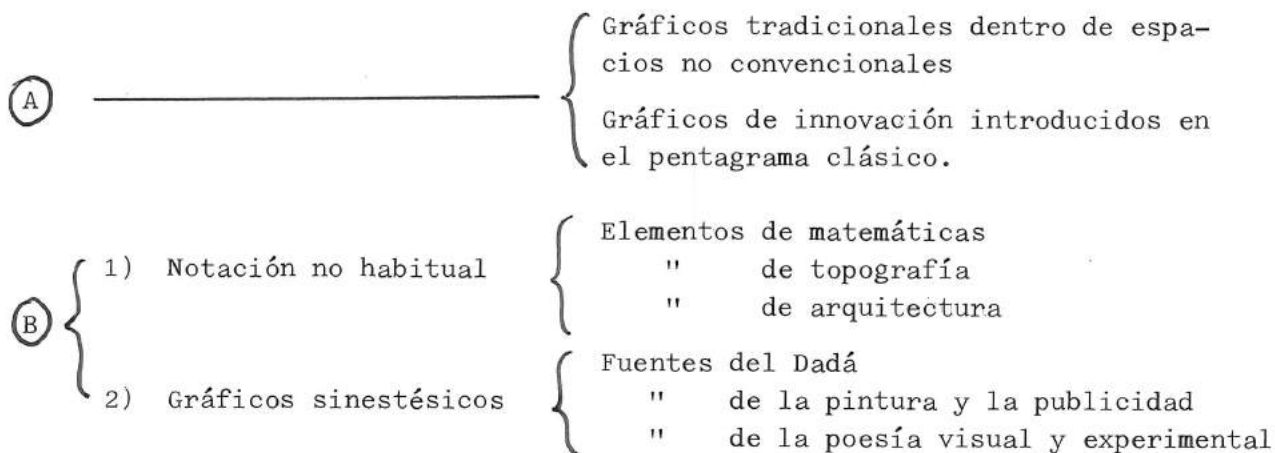 Gráficos tradicionales dentro de espa-
cios no convencionales
A
Gráficos de innovación introducidos en
el pentagrama clásico.
Elementos de matemáticas
1) Notación no habitual " de topografía
" de arquitectura
B
Fuentes del Dadá
2) Gráficos sinestésicos " de la pintura y la publicidad
" de la poesía visual y experimental